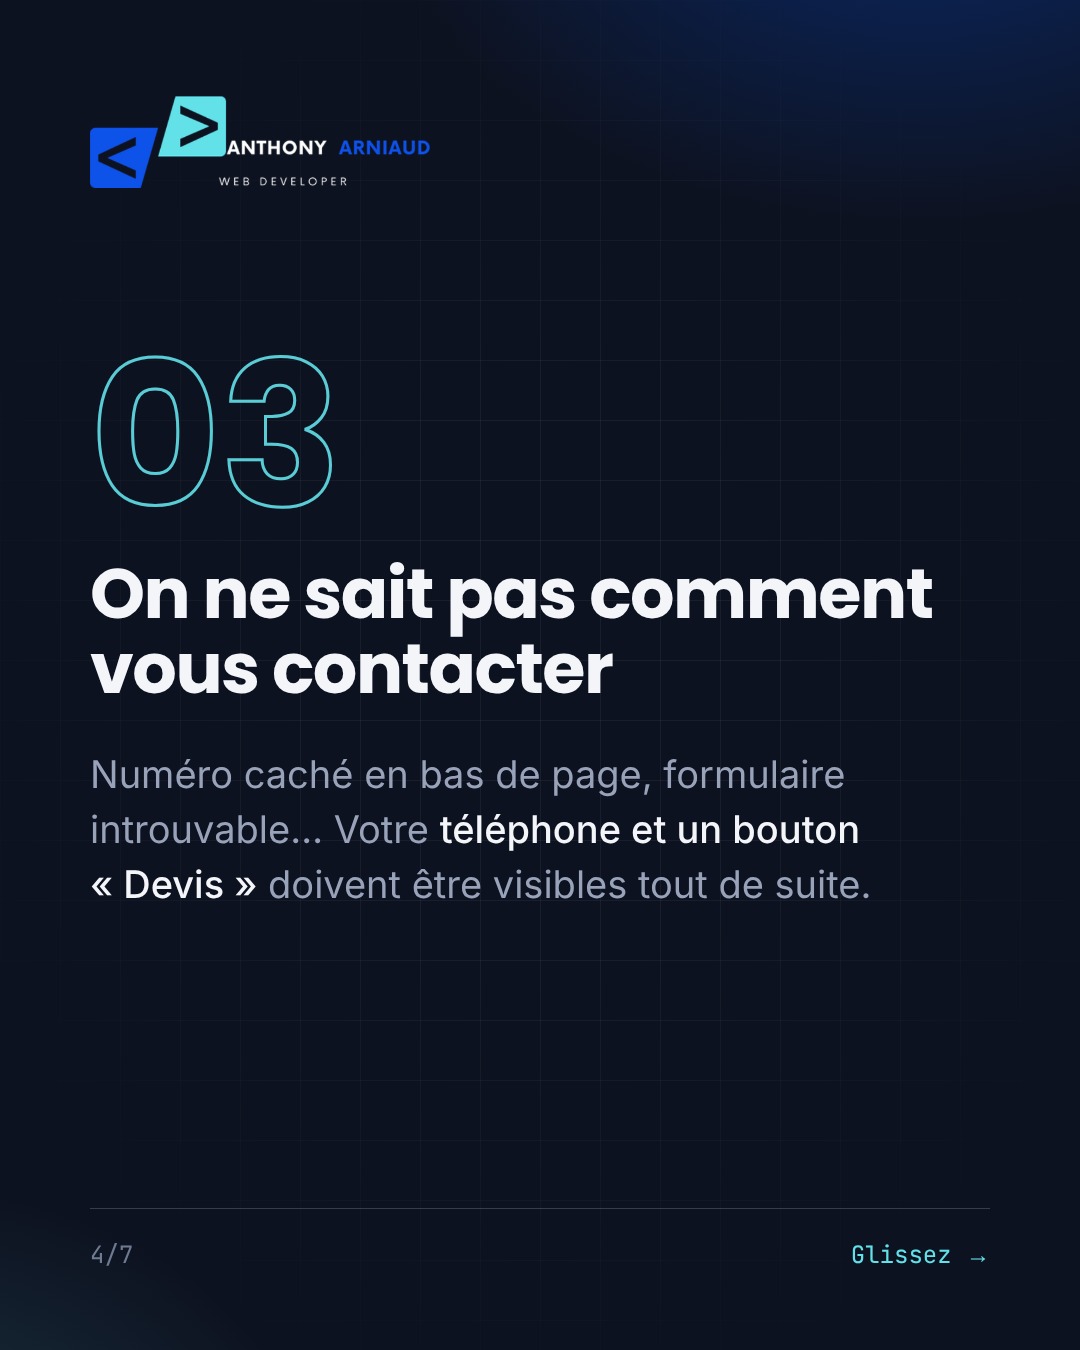 < > ANTHONY ARNIAUD
WEB DEVELOPER
03
On ne sait pas comment
vous contacter
Numéro caché en bas de page, formulaire
introuvable... Votre téléphone et un bouton
« Devis » doivent être visibles tout de suite.
4/7
Glissez →